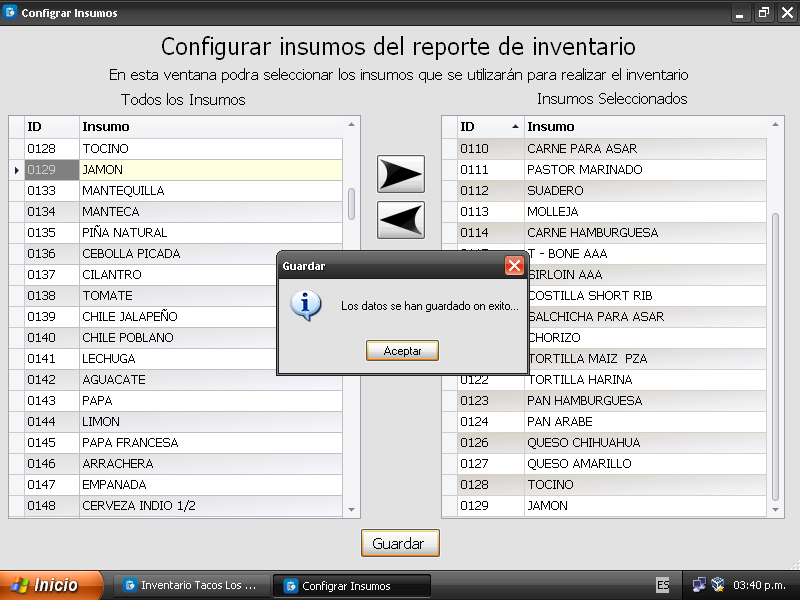 Configrar Insumos
Configurar insumos del reporte de inventario
En esta ventana podra seleccionar los insumos que se utilizarán para realizar el inventario
Todos los Insumos
ID Insumo
0128 TOCINO
0129 JAMON
0133 MANTEQUILLA
0134 MANTECA
0135 PIÑA NATURAL
0136 CEBOLLA PICADA
0137 CILANTRO
0138 TOMATE
0139 CHILE JALAPEÑO
0140 CHILE POBLANO
0141 LECHUGA
0142 AGUACATE
0143 PAPA
0144 LIMON
0145 PAPA FRANCESA
0146 ARRACHERA
0147 EMPANADA
0148 CERVEZA INDIO 1/2
Insumos Seleccionados
ID Insumo
0110 CARNE PARA ASAR
0111 PASTOR MARINADO
0112 SUADERO
0113 MOLLEJA
0114 CARNE HAMBURGUESA
T - BONE AAA
SIRLOIN AAA
COSTILLA SHORT RIB
SALCHICHA PARA ASAR
CHORIZO
TORTILLA MAIZ PZA
0122 TORTILLA HARINA
0123 PAN HAMBURGUESA
0124 PAN ARABE
0126 QUESO CHIHUAHUA
0127 QUESO AMARILLO
0128 TOCINO
0129 JAMON
Guardar
Los datos se han guardado on exito...
Aceptar
Guardar
Inicio
Inventario Tacos Los ...
Configrar Insumos
ES
03:40 p.m.